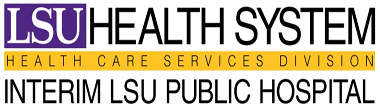 LSU HEALTH SYSTEM
HEALTH CARE SERVICES DIVISION
INTERIM LSU PUBLIC HOSPITAL